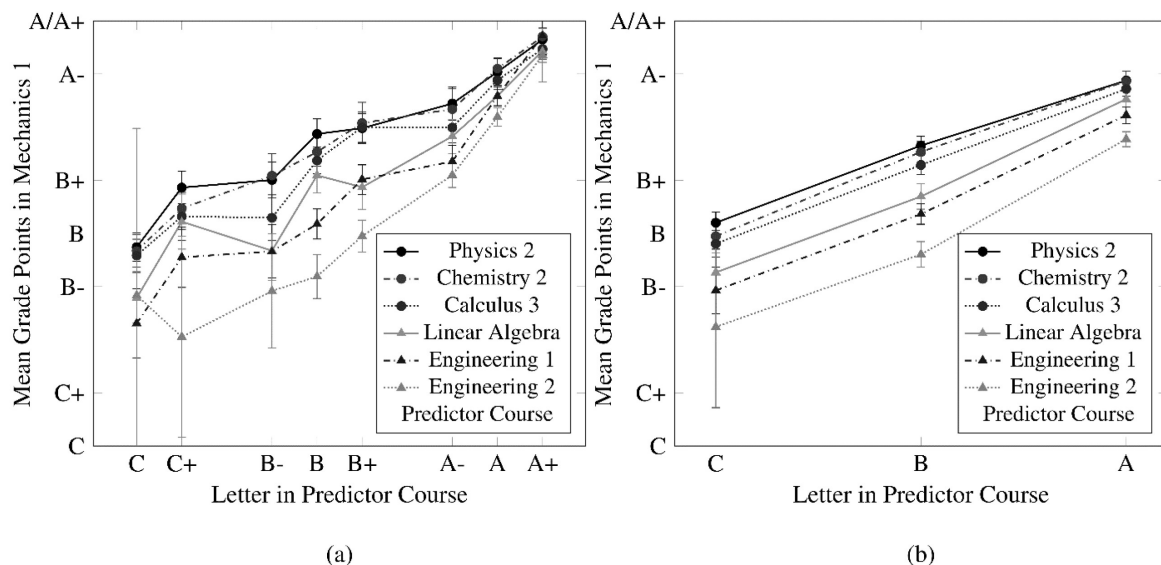 A/A+
A-
B+
B
B-
C+
C
Mean Grade Points in Mechanics 1
Physics 2
Chemistry 2
Calculus 3
Linear Algebra
Engineering 1
Engineering 2
Predictor Course
C C+ B- B B+ A- A A+
Letter in Predictor Course
(a)
A/A+
A-
B+
B
B-
C+
C
Mean Grade Points in Mechanics 1
Physics 2
Chemistry 2
Calculus 3
Linear Algebra
Engineering 1
Engineering 2
Predictor Course
C B A
Letter in Predictor Course
(b)